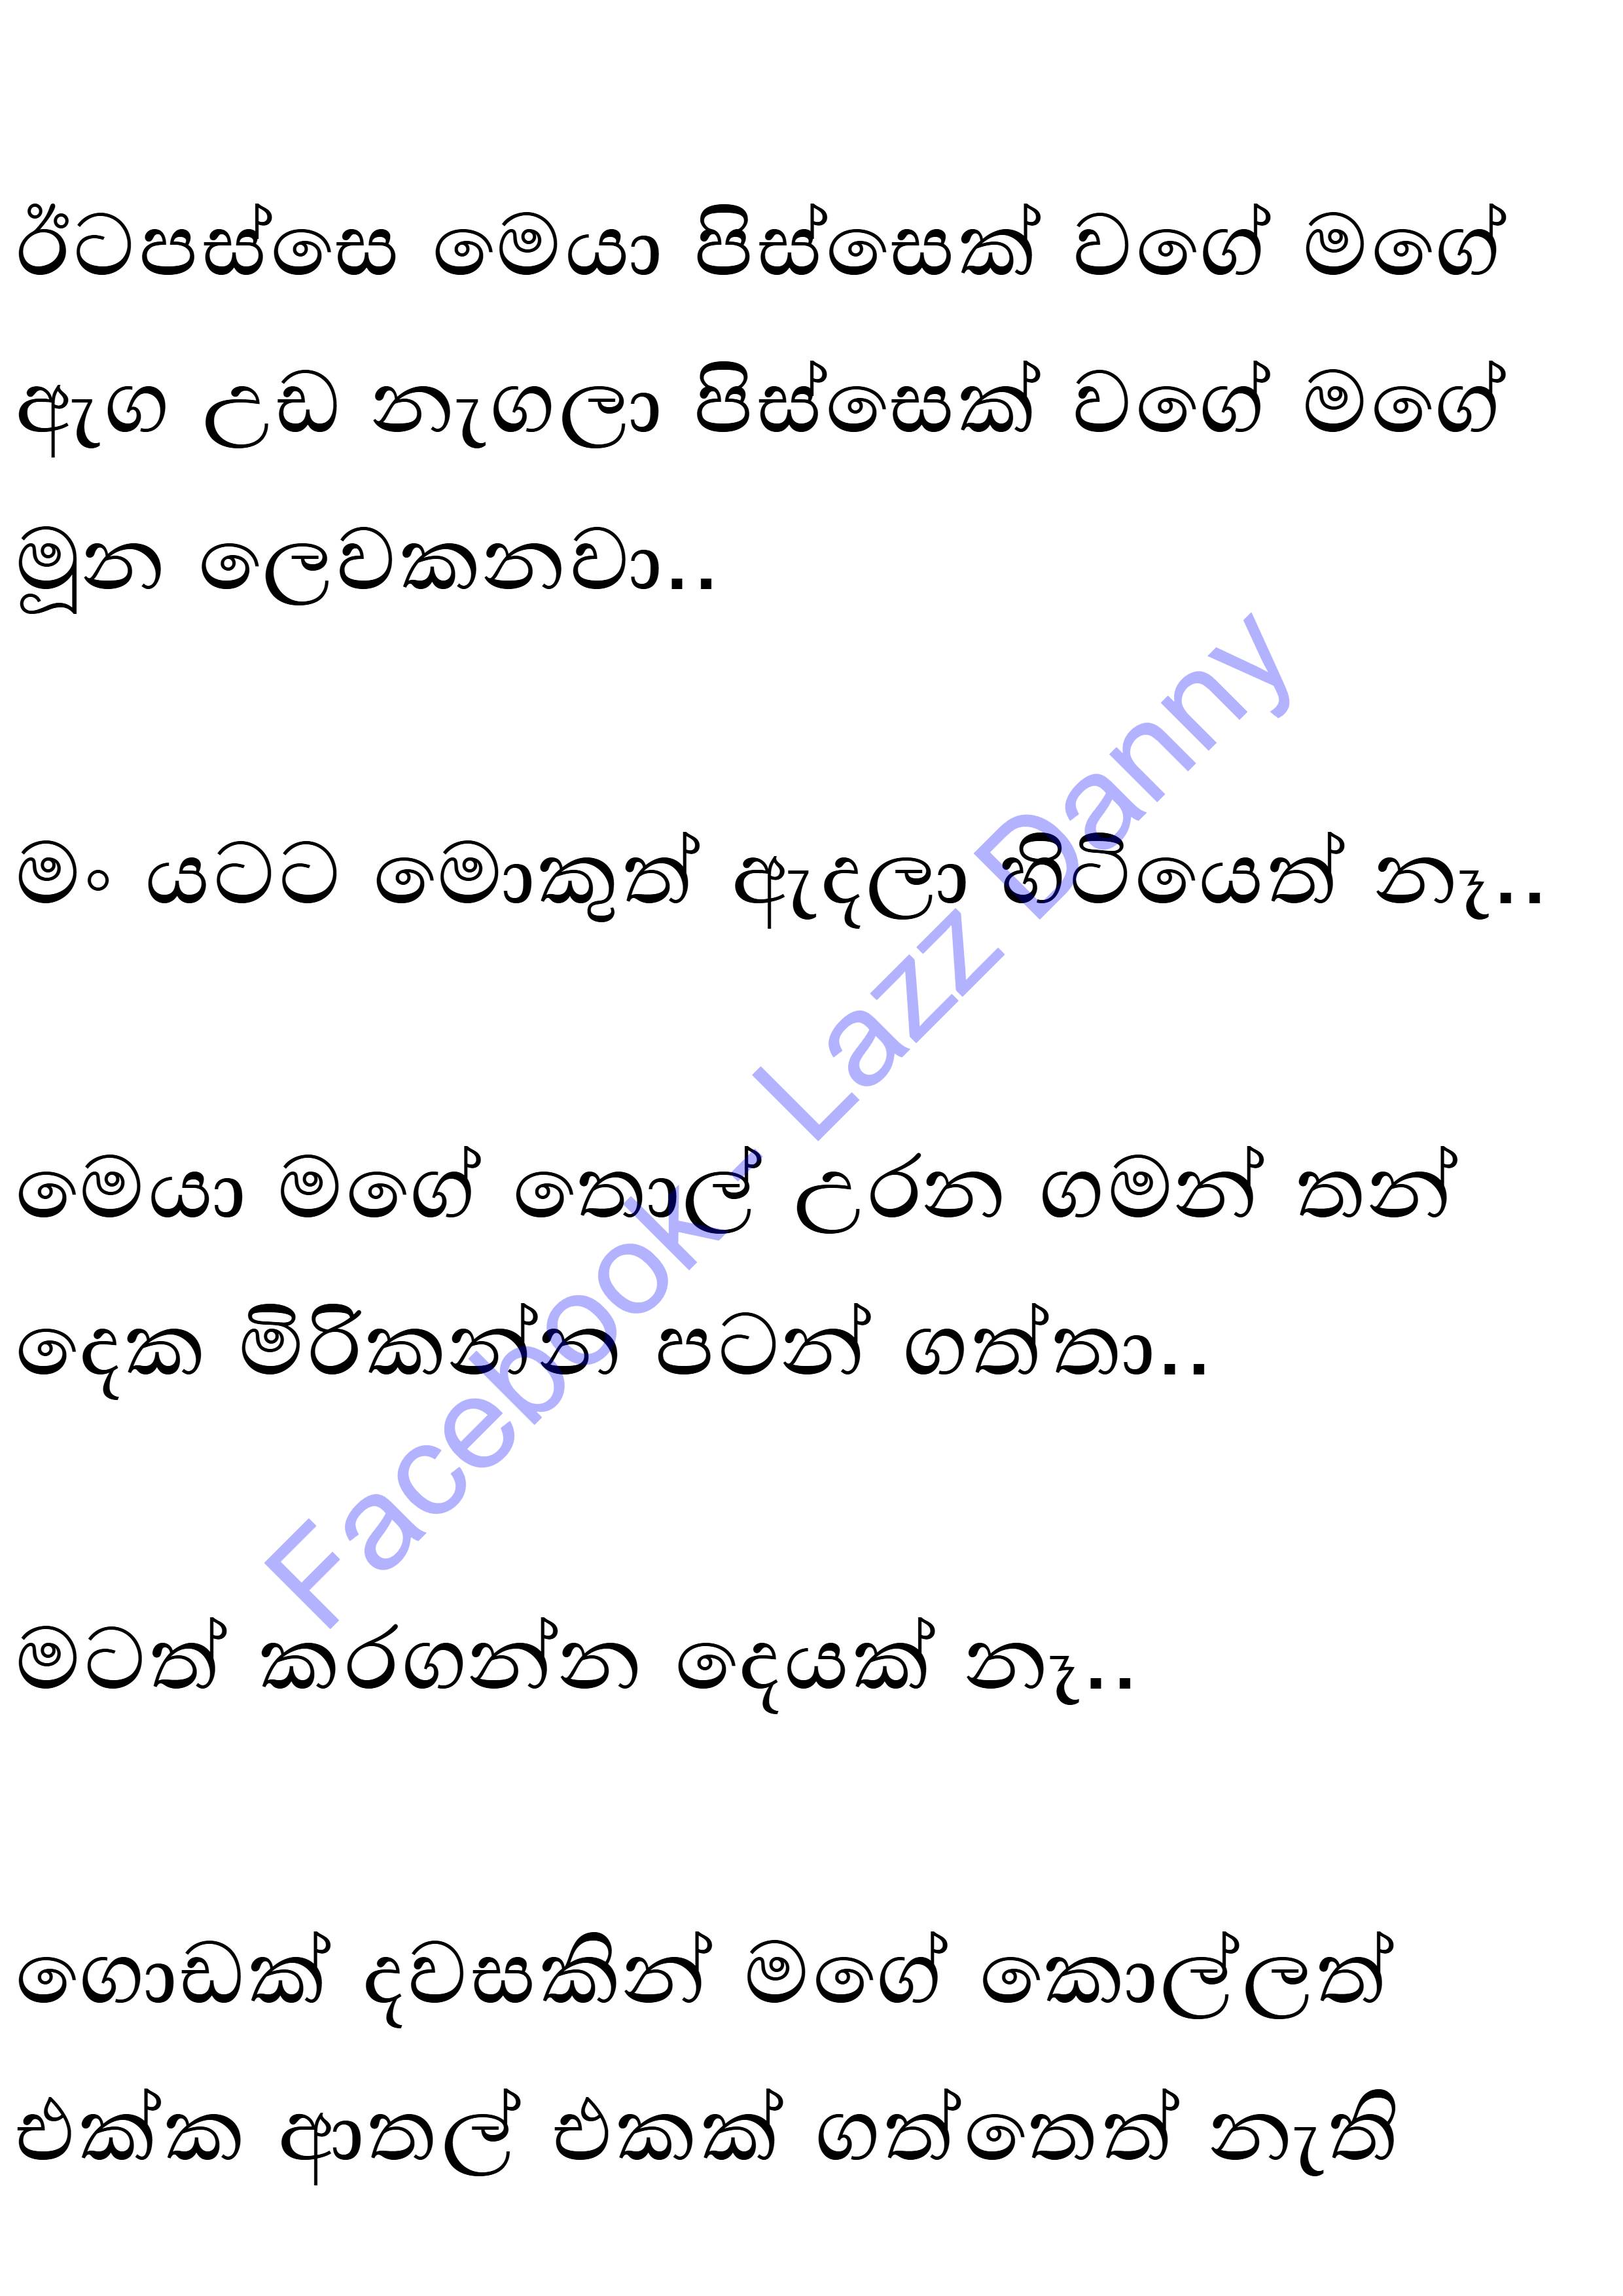 ඊටපස්සෙ මෙයා පිස්සෙක් වගේ මගේ
ඇග උඩ නැගලා පිස්සෙක් වගේ මගේ
මූන ලෙවකනවා..
මං යටට මොකුත් ඇදලා හිටියෙත් නෑ..
මෙයා මගේ තොල් උරන ගමන් තන්
දෙක මිරිකන්න පටන් ගත්තා..
මටත් කරගන්න දෙයක් නෑ..
ගොඩක් දවසකින් මගේ කොල්ලත්
එක්ක ආතල් එකක් ගත්තෙත් නැති
Facebook - Lazz Danny